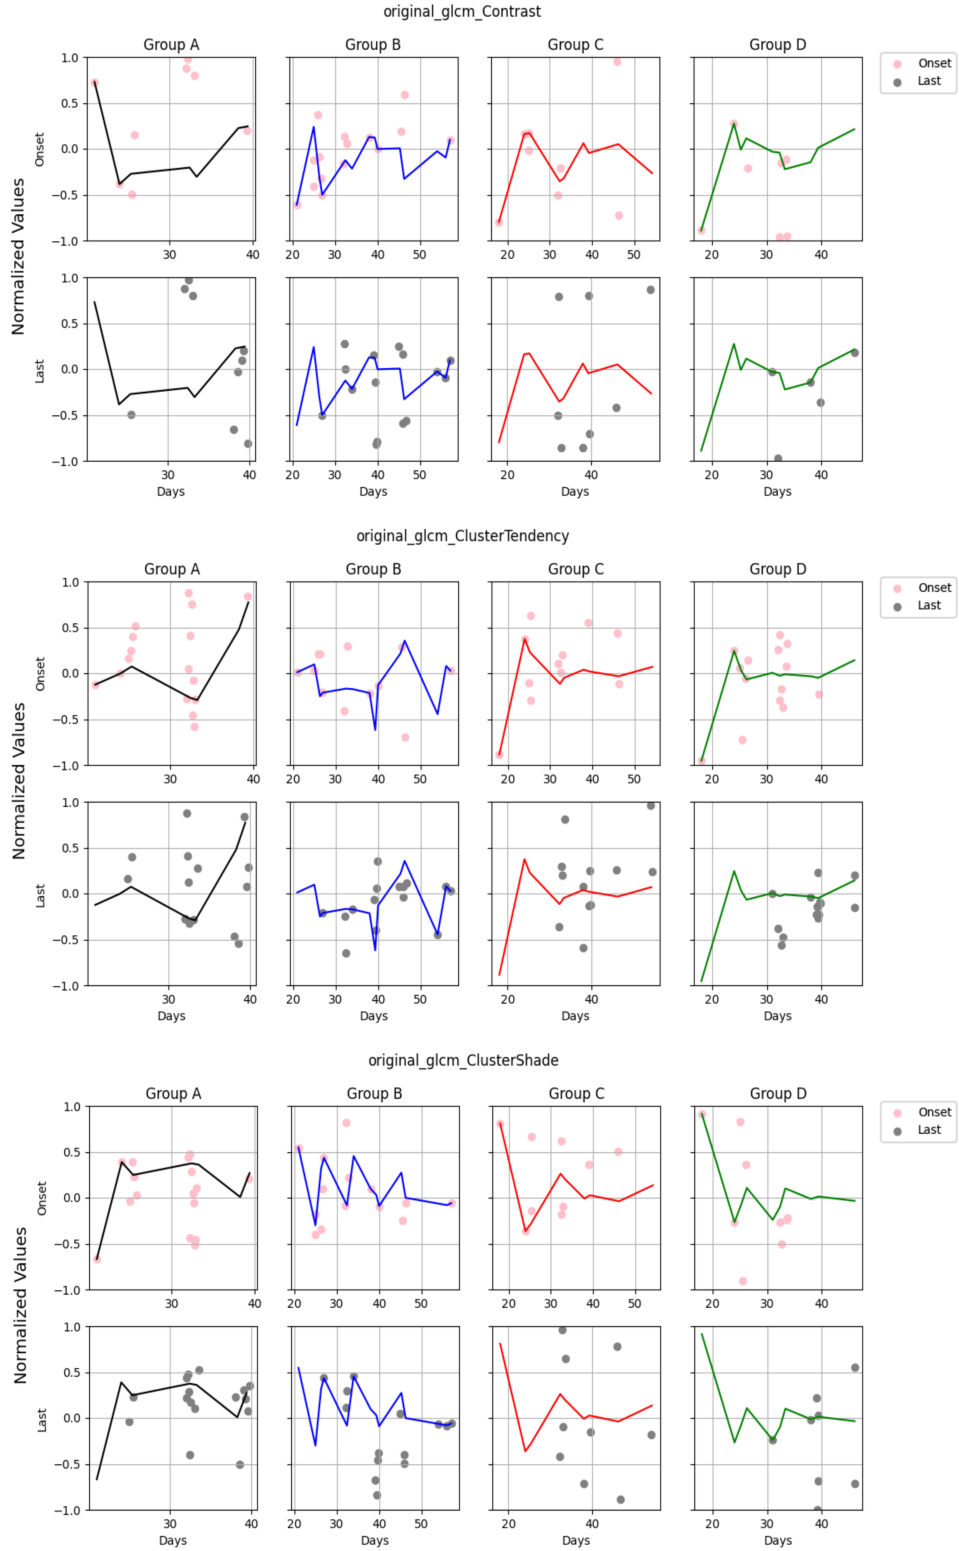 original_glcm_Contrast
Group A Group B Group C Group D
Onset
Last
Normalized Values
Onset
1.0
0.5
0.0
−0.5
−1.0
30 40 20 30 40 50 20 30 40 50 20 30 40
Last
1.0
0.5
0.0
−0.5
−1.0
30 40 20 30 40 50 20 40 20 30 40
Days Days Days Days
original_glcm_ClusterTendency
Group A Group B Group C Group D
Onset
Last
Normalized Values
Onset
1.0
0.5
0.0
−0.5
−1.0
30 40 20 30 40 50 20 30 40 50 20 30 40
Last
1.0
0.5
0.0
−0.5
−1.0
30 40 20 30 40 50 20 40 20 30 40
Days Days Days Days
original_glcm_ClusterShade
Group A Group B Group C Group D
Onset
Last
Normalized Values
Onset
1.0
0.5
0.0
−0.5
−1.0
30 40 20 30 40 50 20 30 40 50 20 30 40
Last
1.0
0.5
0.0
−0.5
−1.0
30 40 20 30 40 50 20 40 20 30 40
Days Days Days Days